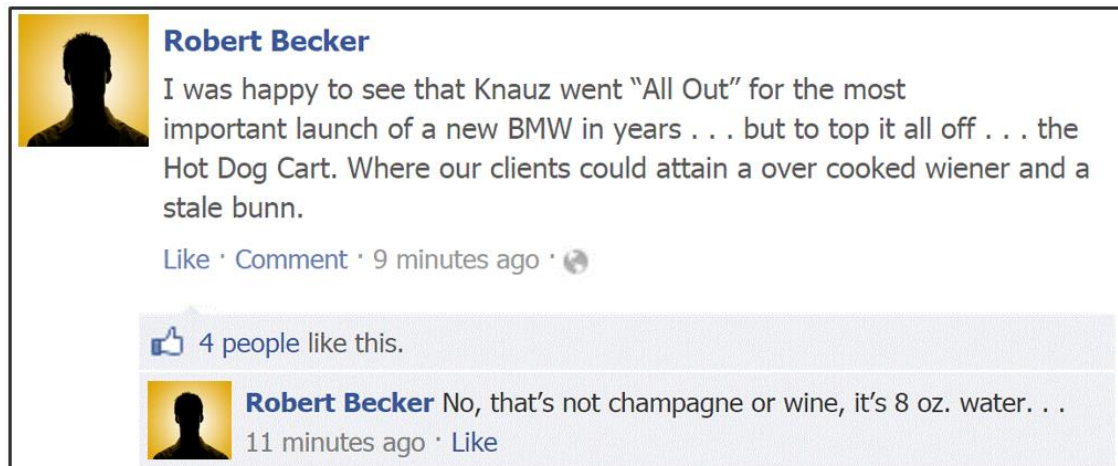 Robert Becker
I was happy to see that Knauz went “All Out” for the most
important launch of a new BMW in years . . . but to top it all off . . . the
Hot Dog Cart. Where our clients could attain a over cooked wiener and a
stale bunn.
Like · Comment · 9 minutes ago ·
4 people like this.
Robert Becker No, that’s not champagne or wine, it’s 8 oz. water. . .
11 minutes ago · Like